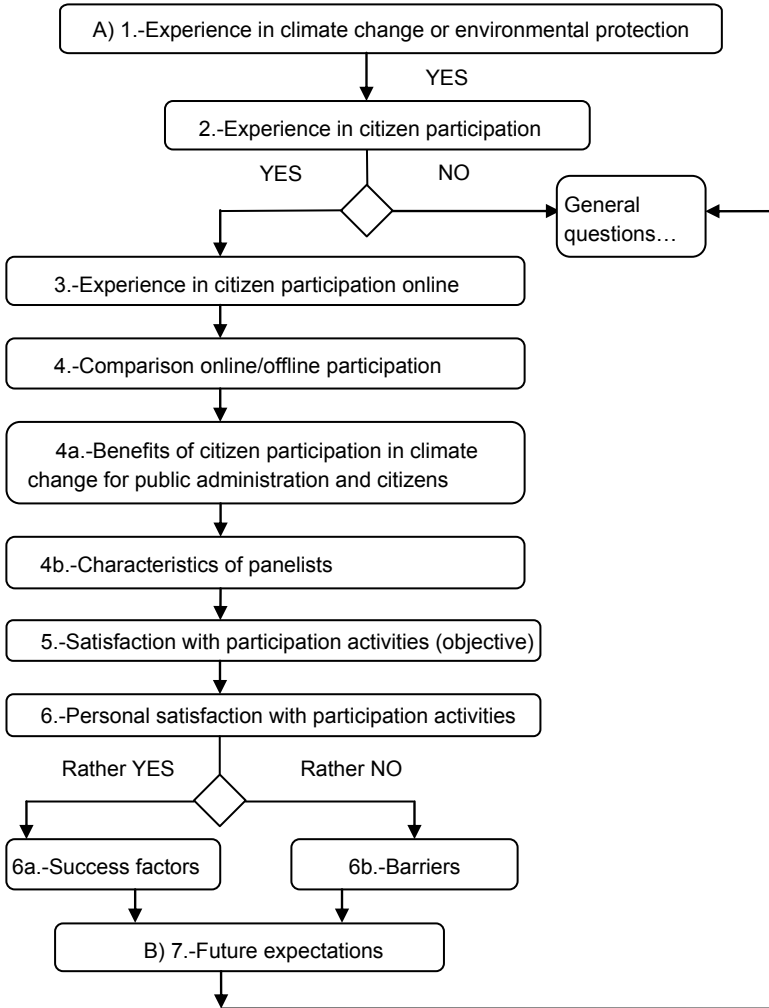 A) 1.-Experience in climate change or environmental protection
YES
2.-Experience in citizen participation
YES
NO
General
questions…
3.-Experience in citizen participation online
4.-Comparison online/offline participation
4a.-Benefits of citizen participation in climate
change for public administration and citizens
4b.-Characteristics of panelists
5.-Satisfaction with participation activities (objective)
6.-Personal satisfaction with participation activities
Rather YES
Rather NO
6a.-Success factors
6b.-Barriers
B) 7.-Future expectations